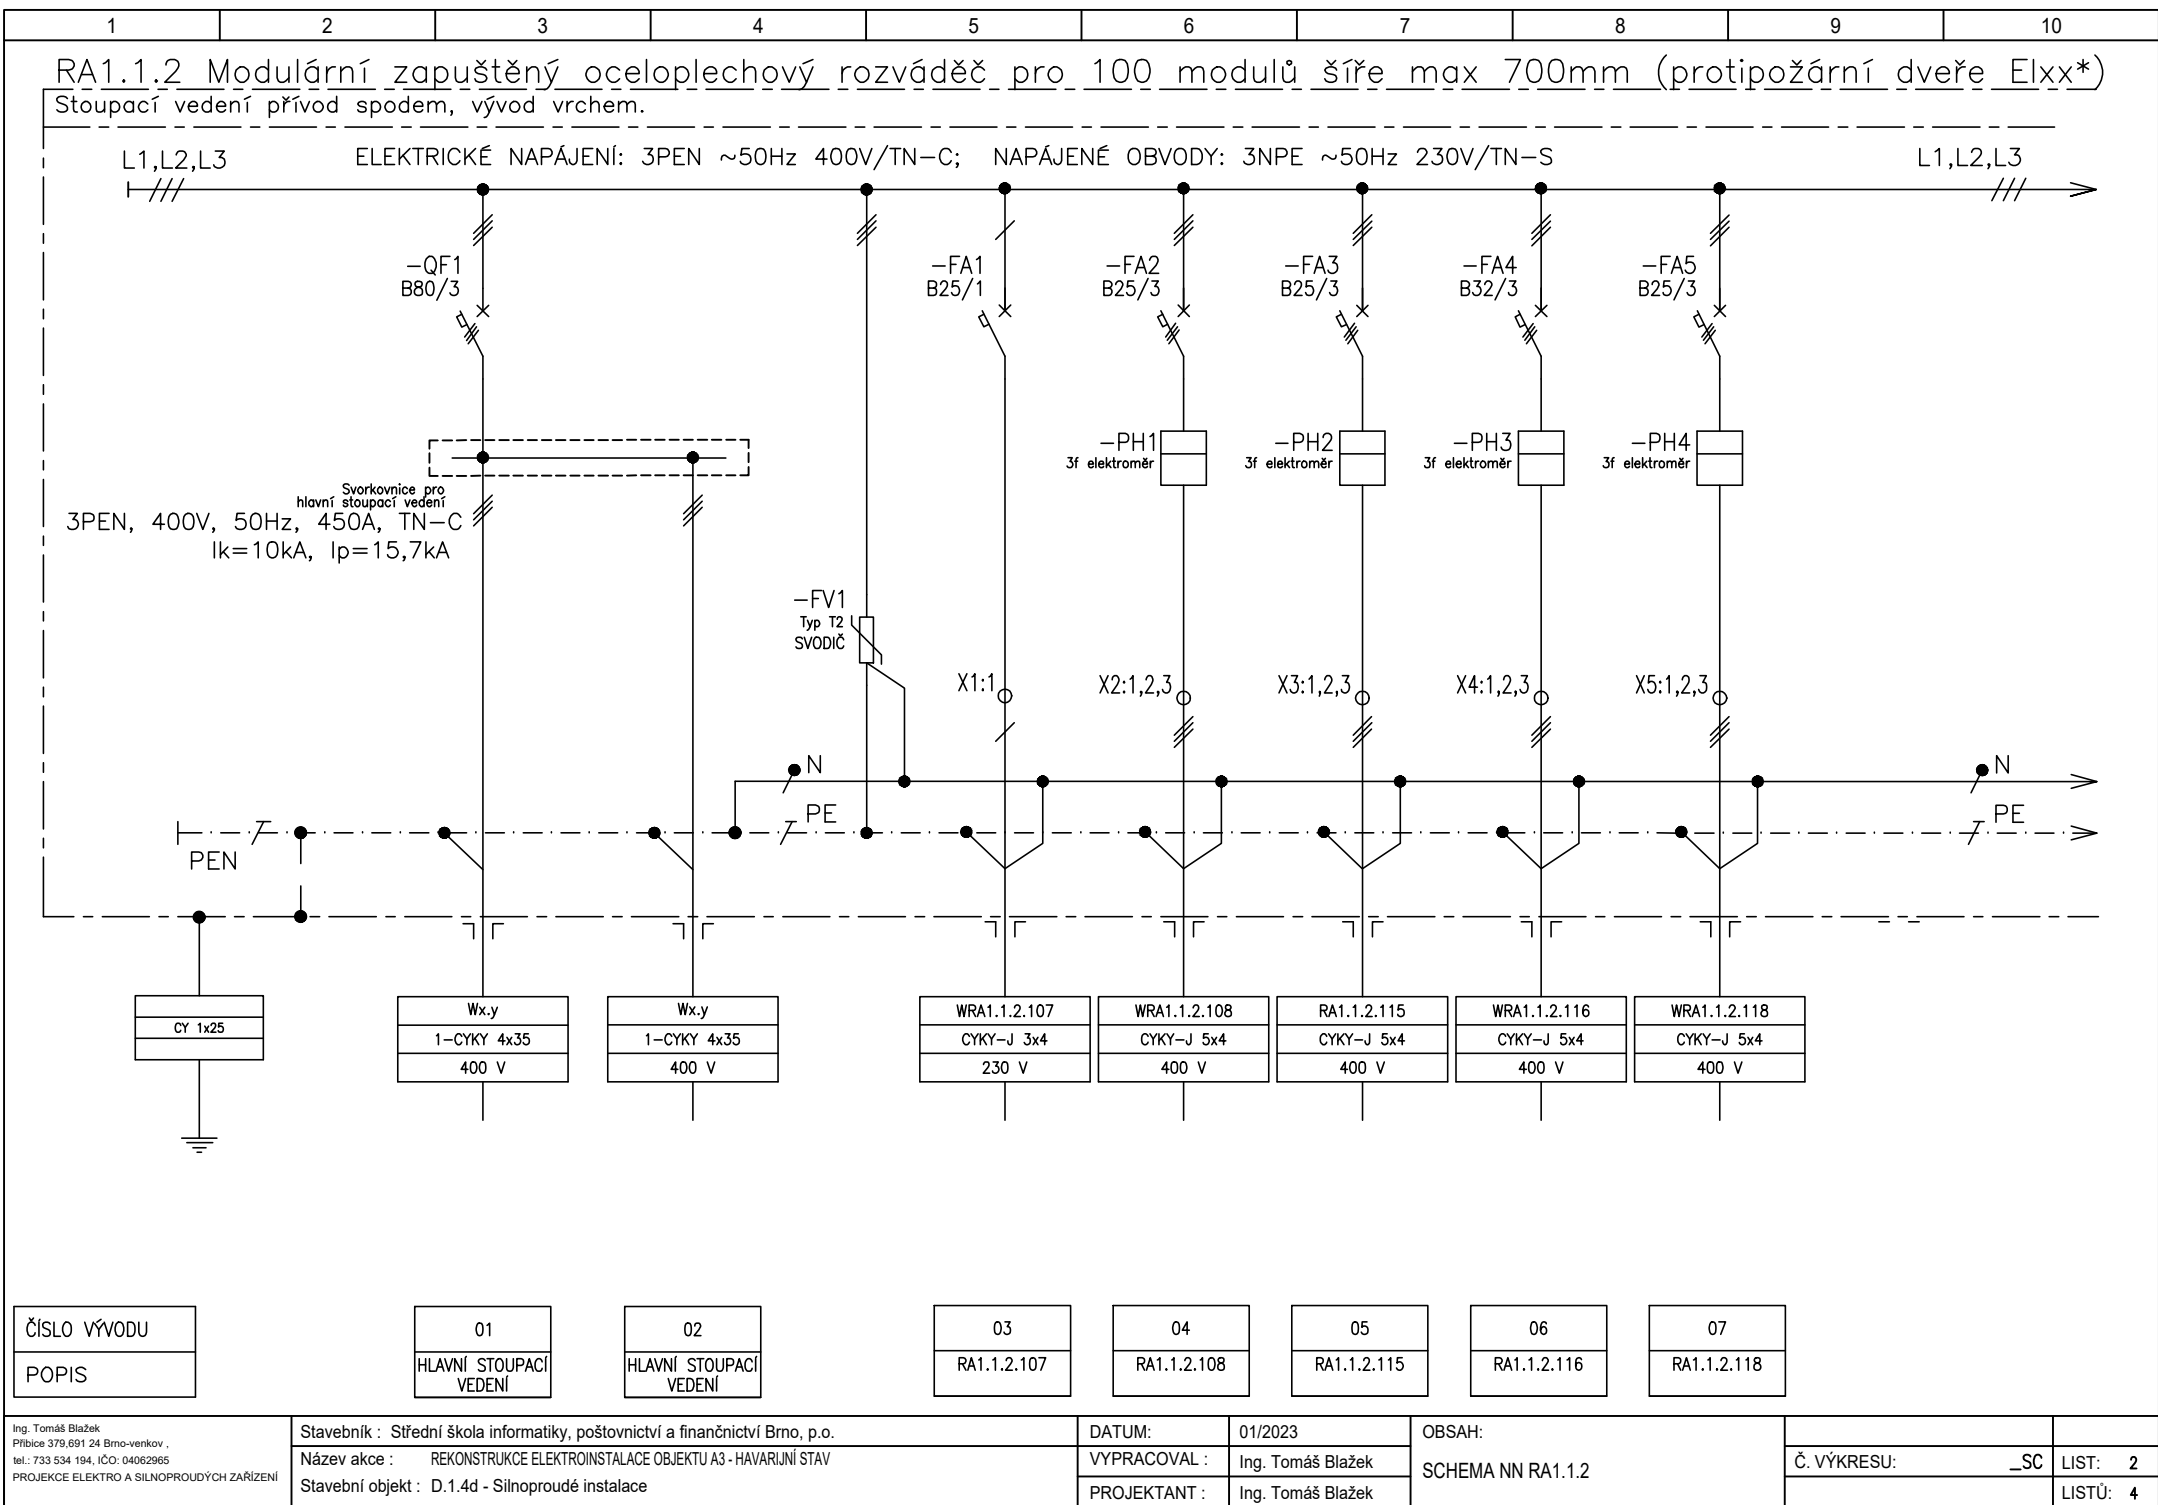 1 2 3 4 5 6 7 8 9 10
RA1.1.2 Modulární zapuštěný oceloplechový rozváděč pro 100 modulů šíře max 700mm (protipožární dveře EIxx*)
Stoupací vedení přívod spodem, vývod vrchem.
L1,L2,L3
ELEKTRICKÉ NAPÁJENÍ: 3PEN ~50Hz 400V/TN-C; NAPÁJENÉ OBVODY: 3NPE ~50Hz 230V/TN-S
L1,L2,L3
-QF1
B80/3
-FA1
B25/1
-FA2
B25/3
-FA3
B25/3
-FA4
B32/3
-FA5
B25/3
-PH1
3f elektroměr
-PH2
3f elektroměr
-PH3
3f elektroměr
-PH4
3f elektroměr
Svorkovnice pro
hlavní stoupací vedení
3PEN, 400V, 50Hz, 450A, TN-C
Ik=10kA, Ip=15,7kA
-FV1
Typ T2
SVODIČ
X1:1
X2:1,2,3
X3:1,2,3
X4:1,2,3
X5:1,2,3
N
N
PE
PE
PEN
CY 1x25
Wx.y
1-CYKY 4x35
400 V
Wx.y
1-CYKY 4x35
400 V
WRA1.1.2.107
CYKY-J 3x4
230 V
WRA1.1.2.108
CYKY-J 5x4
400 V
RA1.1.2.115
CYKY-J 5x4
400 V
WRA1.1.2.116
CYKY-J 5x4
400 V
WRA1.1.2.118
CYKY-J 5x4
400 V
ČÍSLO VÝVODU
POPIS
01
HLAVNÍ STOUPACÍ
VEDENÍ
02
HLAVNÍ STOUPACÍ
VEDENÍ
03
RA1.1.2.107
04
RA1.1.2.108
05
RA1.1.2.115
06
RA1.1.2.116
07
RA1.1.2.118
Ing. Tomáš Blažek
Přibice 379,691 24 Brno-venkov ,
tel.: 733 534 194, IČO: 04062965
PROJEKCE ELEKTRO A SILNOPROUDÝCH ZAŘÍZENÍ
Stavebník : Střední škola informatiky, poštovnictví a finančnictví Brno, p.o.
Název akce : REKONSTRUKCE ELEKTROINSTALACE OBJEKTU A3 - HAVARIJNÍ STAV
Stavební objekt : D.1.4d - Silnoproudé instalace
DATUM: 01/2023
VYPRACOVAL : Ing. Tomáš Blažek
PROJEKTANT : Ing. Tomáš Blažek
OBSAH:
SCHEMA NN RA1.1.2
Č. VÝKRESU: _SC
LIST: 2
LISTŮ: 4